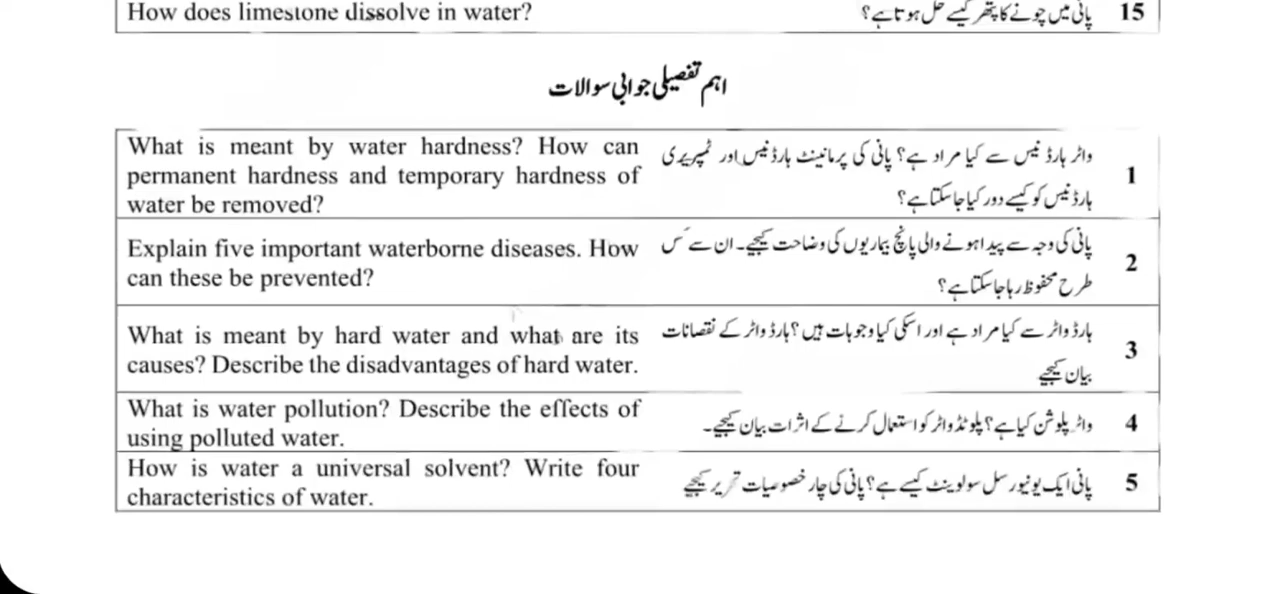 How does limestone dissolve in water? پانی میں چونے کا پتھر کیسے حل ہوتا ہے؟ 15
اہم تفصیلی جوابی سوالات
What is meant by water hardness? How can واٹر ہارڈ نیس سے کیا مراد ہے؟ پانی کی پرمانینٹ ہارڈنیس اور ٹمپریری
permanent hardness and temporary hardness of 1
water be removed? ہارڈنیس کو کیسے دور کیا جا سکتا ہے؟
Explain five important waterborne diseases. How پانی کی وجہ سے پیدا ہونے والی پانچ بیماریوں کی وضاحت کیجیے۔ ان سے کس 2
can these be prevented? طرح محفوظ رہا جا سکتا ہے؟
What is meant by hard water and what are its ہارڈ واٹر سے کیا مراد ہے اور اسکی کیا وجوہات ہیں؟ ہارڈ واٹر کے نقصانات 3
causes? Describe the disadvantages of hard water. بیان کیجیے
What is water pollution? Describe the effects of واٹر پلوشن کیا ہے؟ پلوٹڈ واٹر کو استعمال کرنے کے اثرات بیان کیجیے۔ 4
using polluted water.
How is water a universal solvent? Write four پانی ایک یونیورسل سولوینٹ کیسے ہے؟ پانی کی چار خصوصیات تحریر کیجیے 5
characteristics of water.